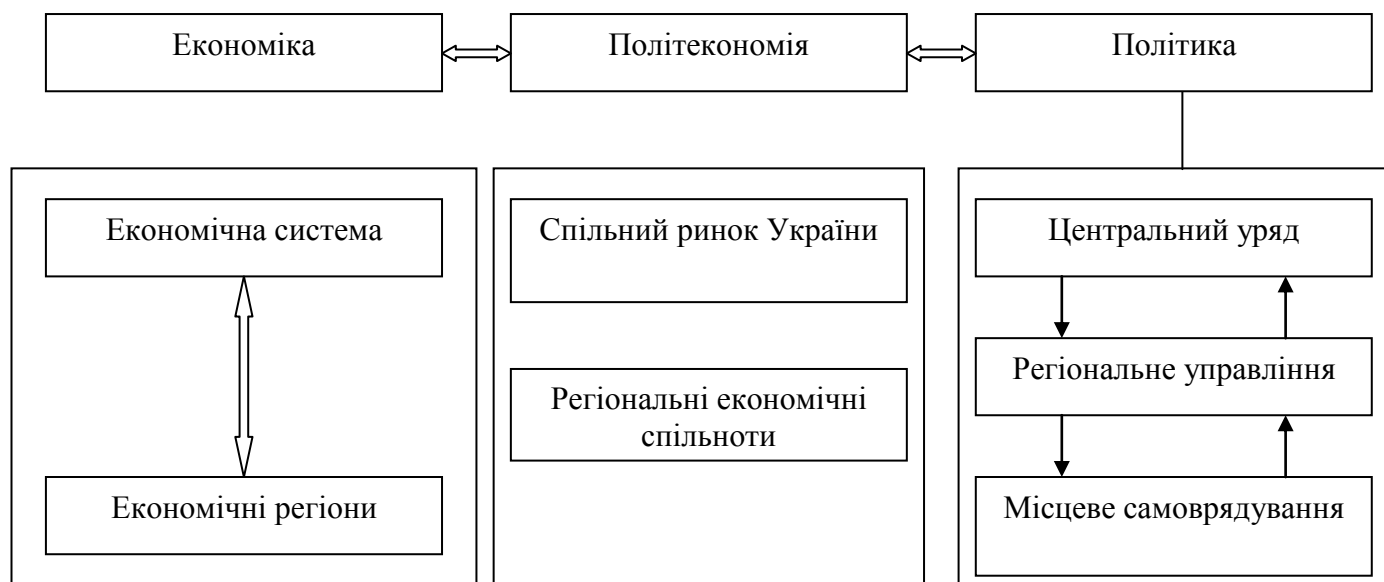 Економіка
Політекономія
Політика
Економічна система
Економічні регіони
Спільний ринок України
Регіональні економічні
спільноти
Центральний уряд
Регіональне управління
Місцеве самоврядування